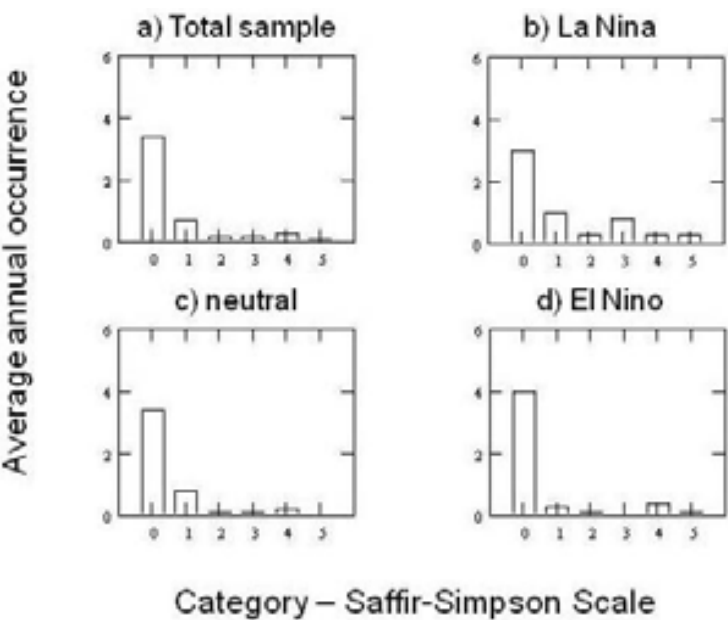 a) Total sample
b) La Nina
Average annual occurrence
6
4
2
0
0 1 2 3 4 5
6
4
2
0
0 1 2 3 4 5
c) neutral
d) El Nino
6
4
2
0
0 1 2 3 4 5
6
4
2
0
0 1 2 3 4 5
Category – Saffir-Simpson Scale